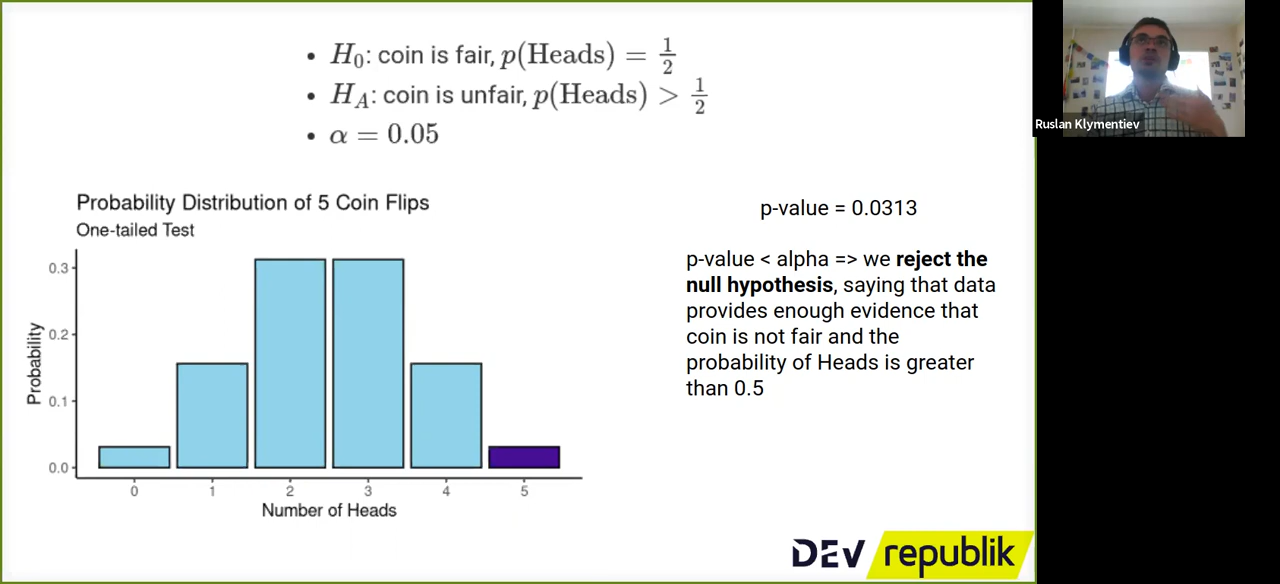 • H₀: coin is fair, p(Heads) = 1/2
• H_A: coin is unfair, p(Heads) > 1/2
• α = 0.05
Probability Distribution of 5 Coin Flips
One-tailed Test
Probability
0.3
0.2
0.1
0.0
0 1 2 3 4 5
Number of Heads
p-value = 0.0313
p-value < alpha => we reject the
null hypothesis, saying that data
provides enough evidence that
coin is not fair and the
probability of Heads is greater
than 0.5
DEV republik
Ruslan Klymentiev